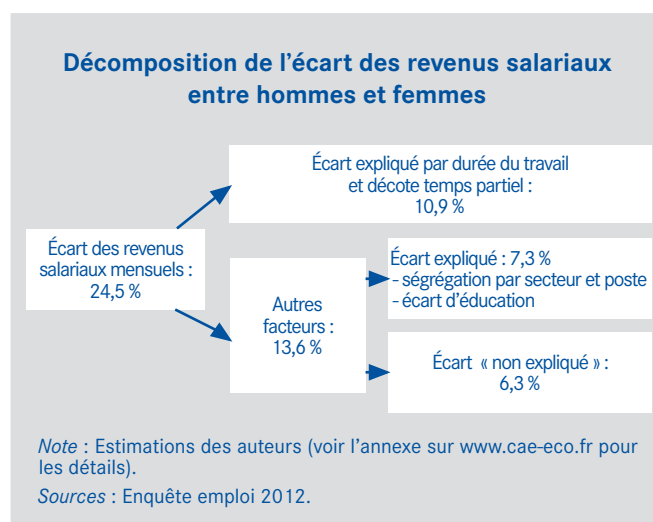 Décomposition de l'écart des revenus salariaux
entre hommes et femmes
Écart expliqué par durée du travail
et décote temps partiel :
10,9 %
Écart des revenus
salariaux mensuels :
24,5 %
Autres
facteurs :
13,6 %
Écart expliqué : 7,3 %
- ségrégation par secteur et poste
- écart d'éducation
Écart « non expliqué » :
6,3 %
Note : Estimations des auteurs (voir l'annexe sur www.cae-eco.fr pour
les détails).
Sources : Enquête emploi 2012.